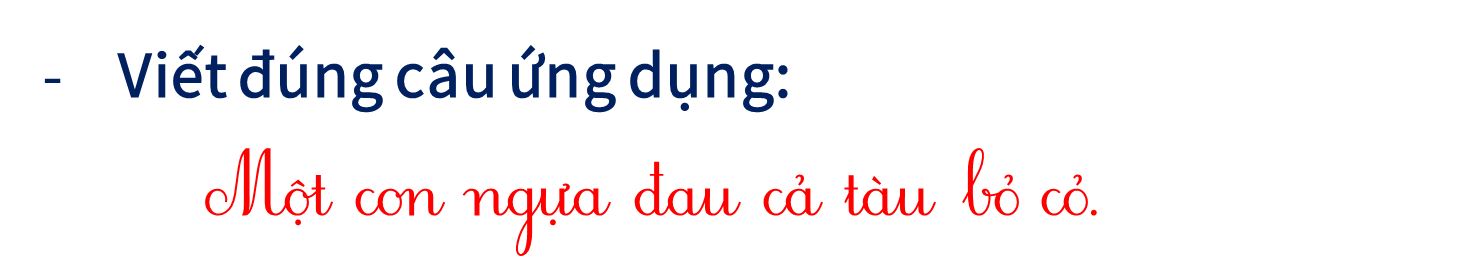 - Viết đúng câu ứng dụng:
Một con ngựa đau cả tàu bỏ cỏ.